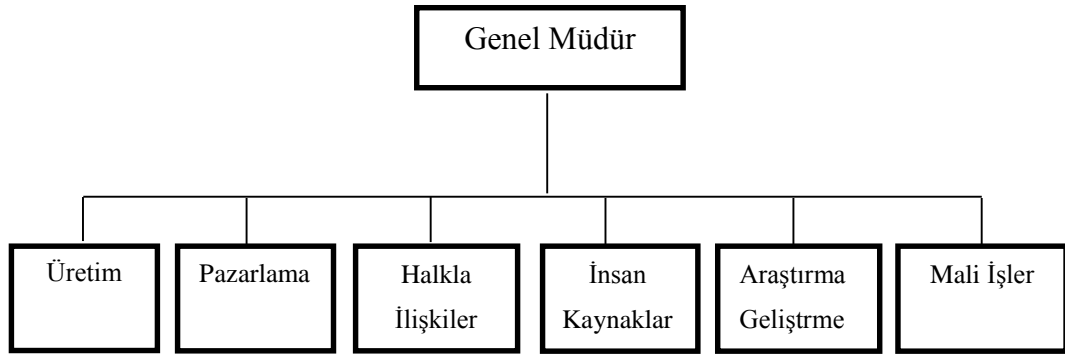 Genel Müdür
Üretim
Pazarlama
Halkla
İlişkiler
İnsan
Kaynaklar
Araştırma
Geliştrme
Mali İşler